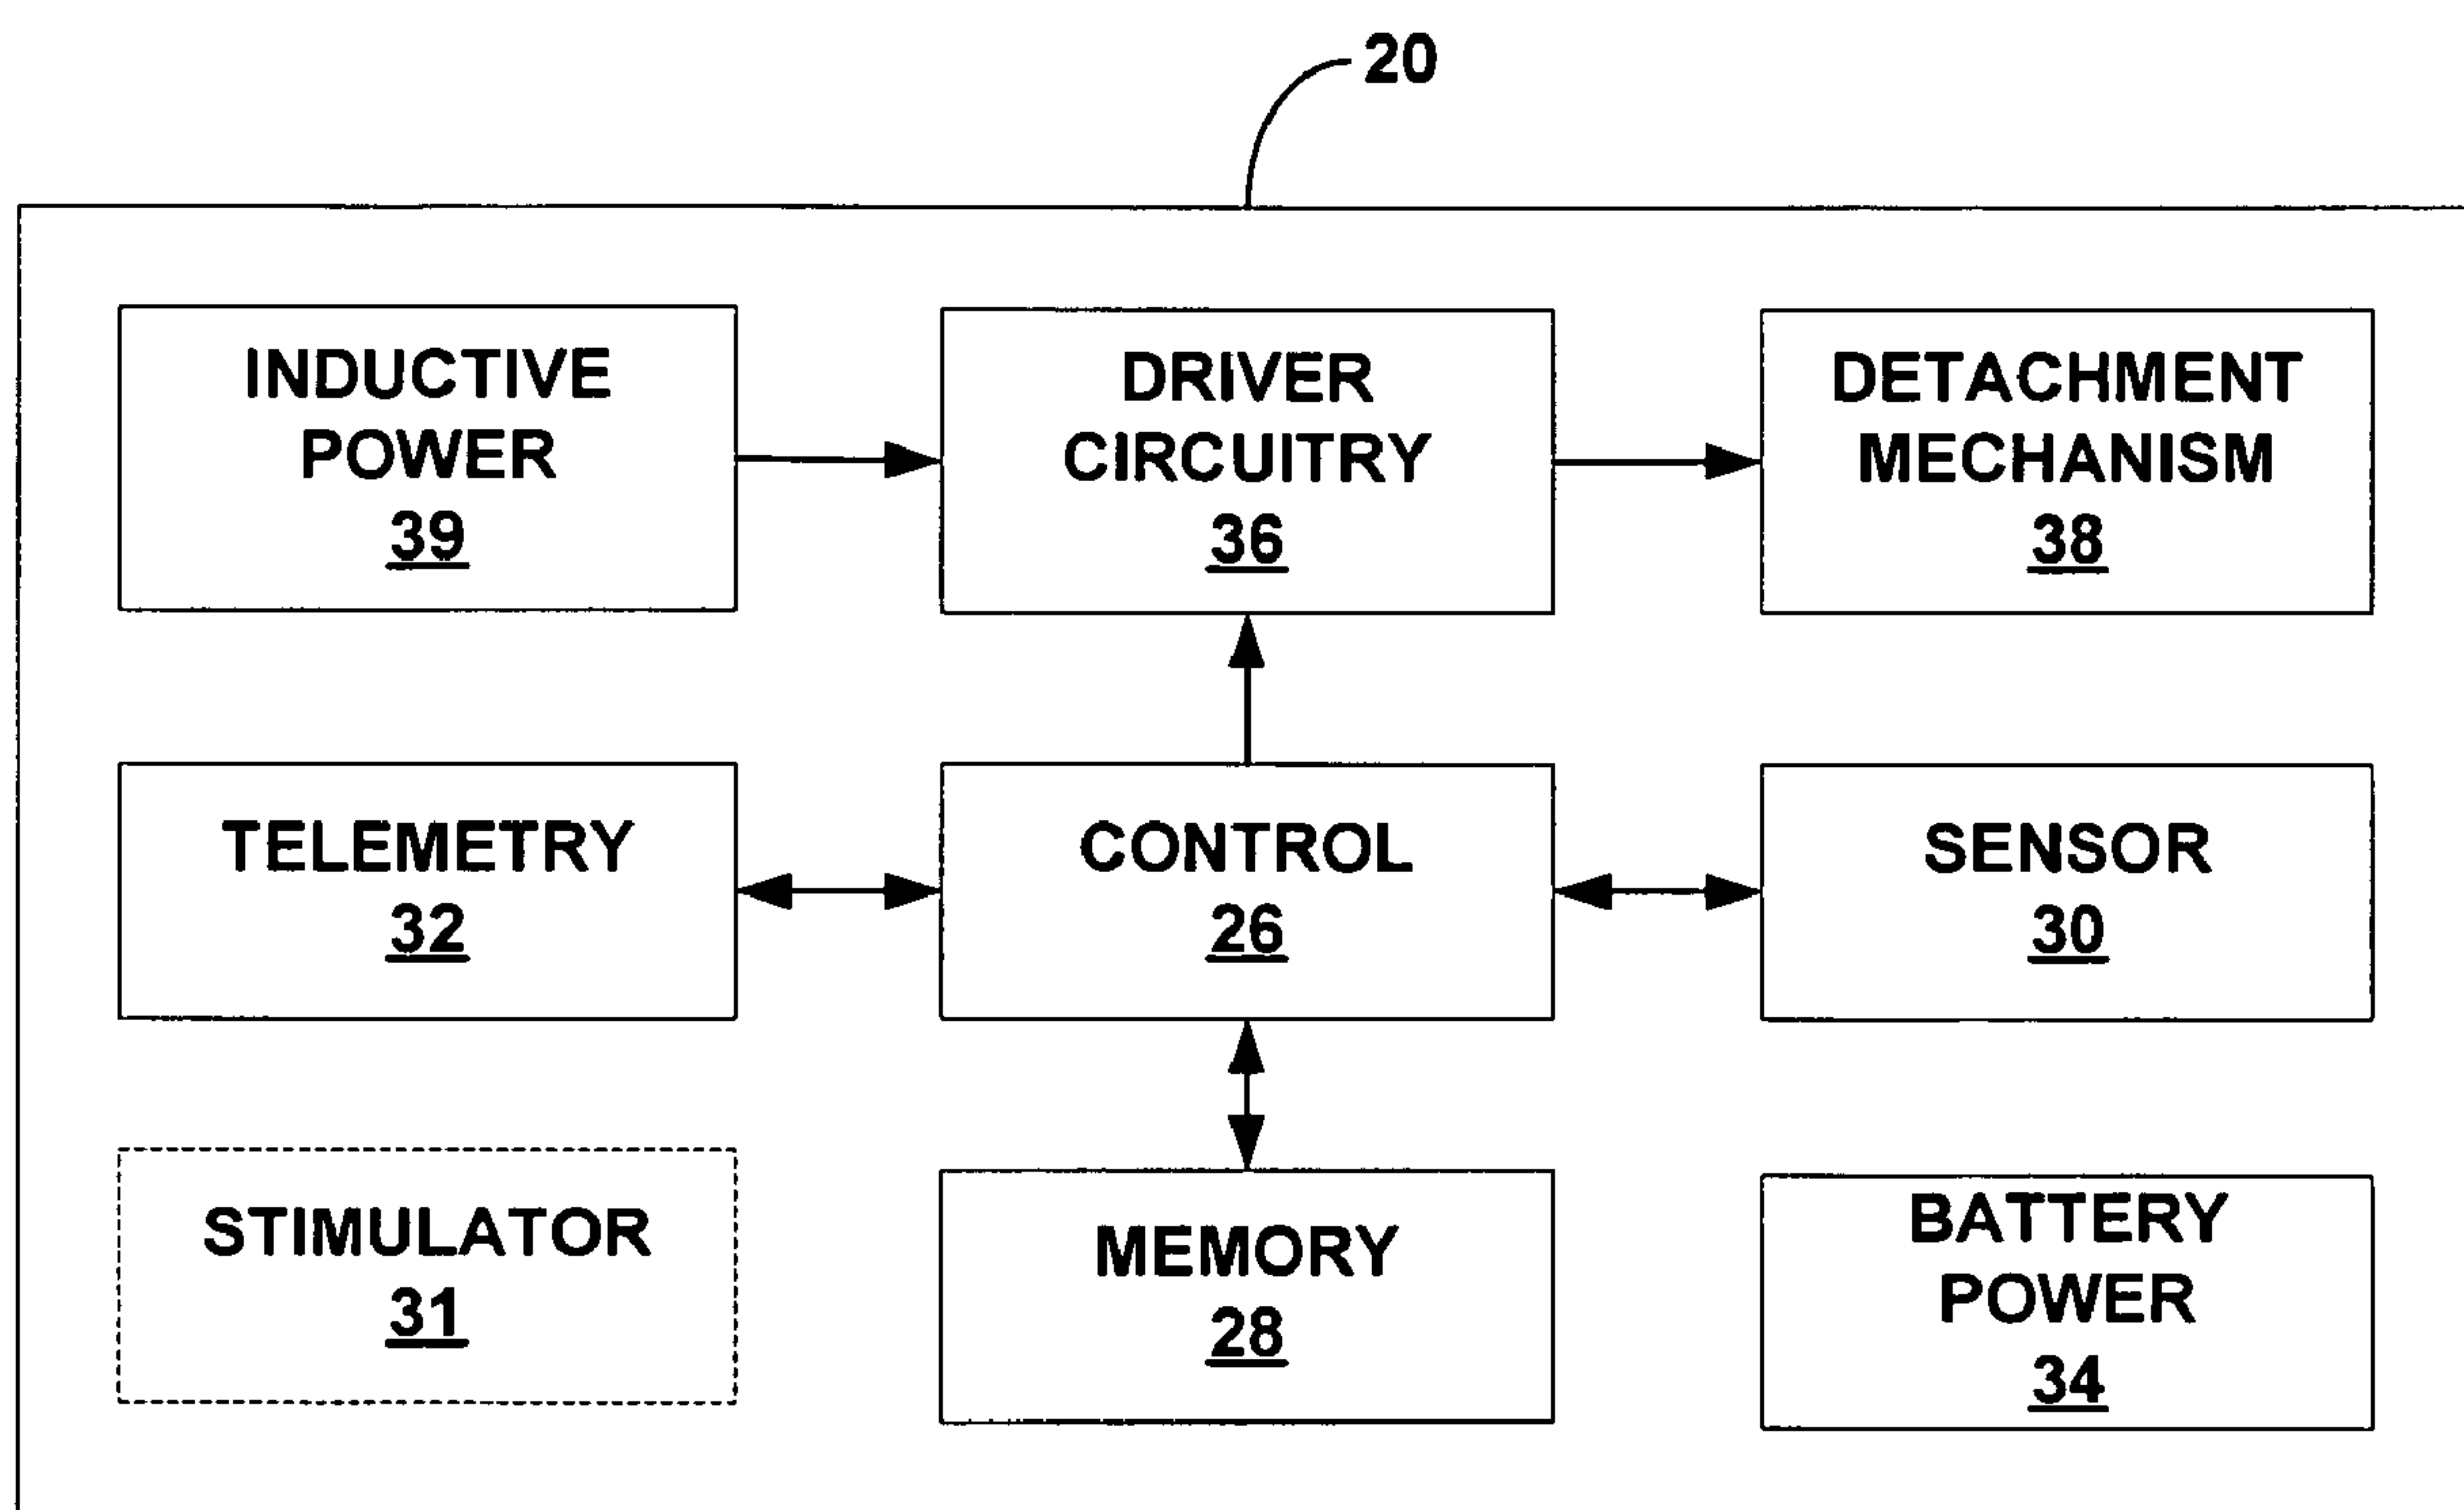 20
INDUCTIVE
POWER
39
DRIVER
CIRCUITRY
36
DETACHMENT
MECHANISM
38
TELEMETRY
32
CONTROL
26
SENSOR
30
STIMULATOR
31
MEMORY
28
BATTERY
POWER
34